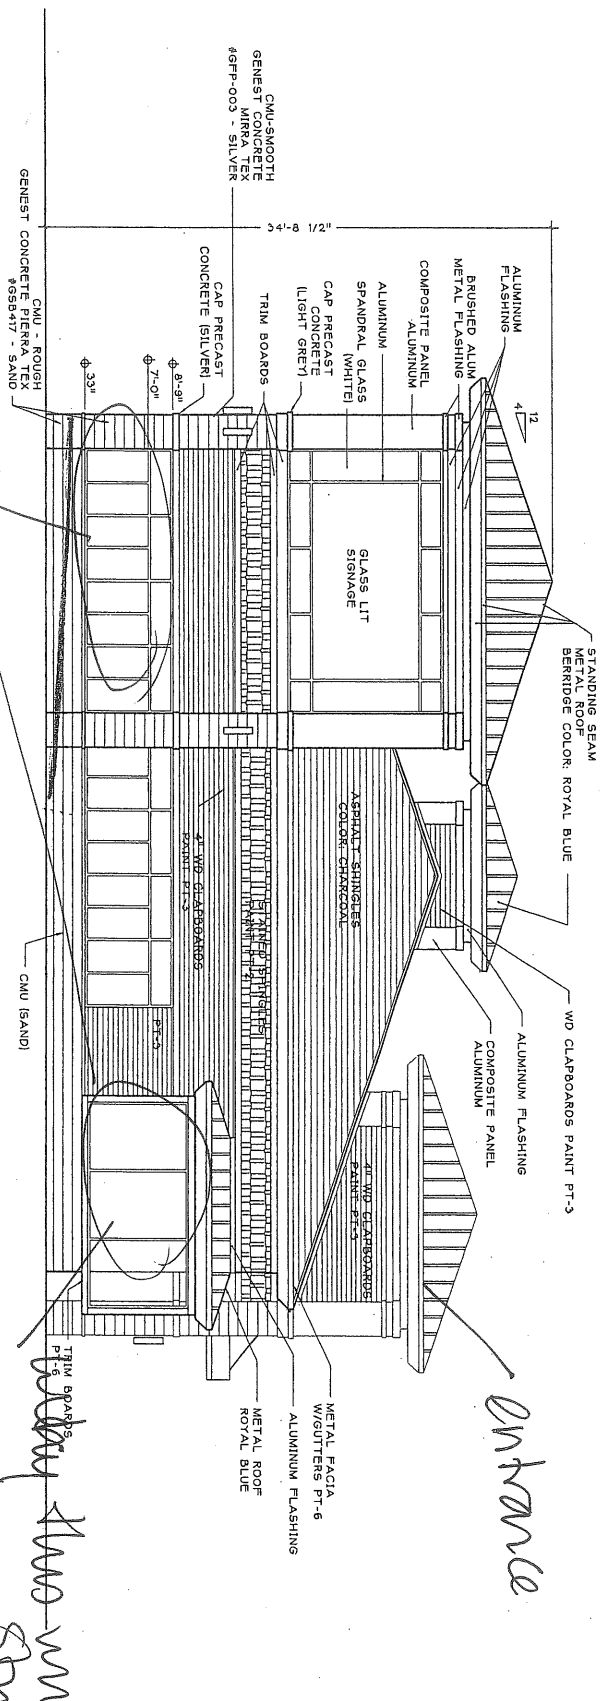 STANDING SEAM
METAL ROOF
BERRIDGE COLOR: ROYAL BLUE
WD CLAPBOARDS PAINT PT-3
ALUMINUM FLASHING
COMPOSITE PANEL
ALUMINUM
entrance
12
4
ALUMINUM
FLASHING
BRUSHED ALUM
METAL FLASHING
COMPOSITE PANEL
ALUMINUM
ALUMINUM
SPANDRAL GLASS
(WHITE)
CAP PRECAST
CONCRETE
(LIGHT GREY)
TRIM BOARDS
CAP PRECAST
CONCRETE (SILVER)
34'-8 1/2"
CMU-SMOOTH
GENEST CONCRETE
MIRRA TEX
#GFP-003 - SILVER
8'-9"
7'-0"
33"
CMU - ROUGH
GENEST CONCRETE PIERRA TEX
#GSB417 - SAND
GLASS LIT
SIGNAGE
ASPHALT SHINGLES
COLOR: CHARCOAL
4" WD CLAPBOARDS
PAINT PT-3
STAINED SHINGLES
4" WD CLAPBOARDS
PAINT PT-3
PT-3
CMU (SAND)
METAL FACIA
W/GUTTERS PT-6
ALUMINUM FLASHING
METAL ROOF
ROYAL BLUE
TRIM BOARDS
PT-6